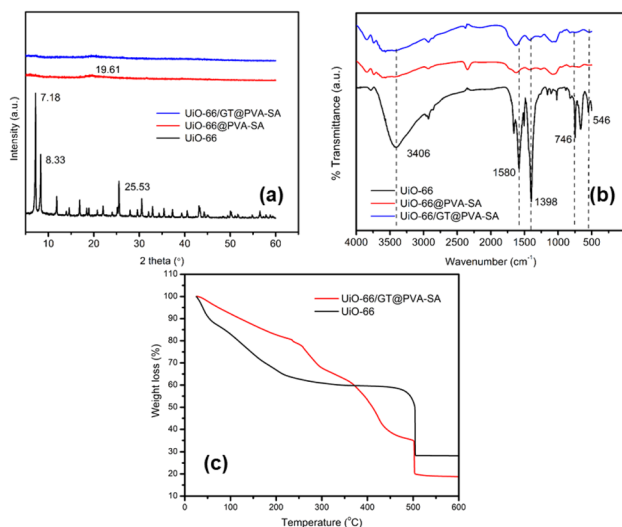 (a)
Intensity (a.u.)
19.61
7.18
8.33
25.53
UiO-66/GT@PVA-SA
UiO-66@PVA-SA
UiO-66
10 20 30 40 50 60
2 theta (°)
(b)
% Transmittance (a.u.)
3406
1580
1398
746
546
UiO-66
UiO-66@PVA-SA
UiO-66/GT@PVA-SA
4000 3500 3000 2500 2000 1500 1000 500
Wavenumber (cm⁻¹)
(c)
Weight loss (%)
100
90
80
70
60
50
40
30
20
10
UiO-66/GT@PVA-SA
UiO-66
0 100 200 300 400 500 600
Temperature (°C)